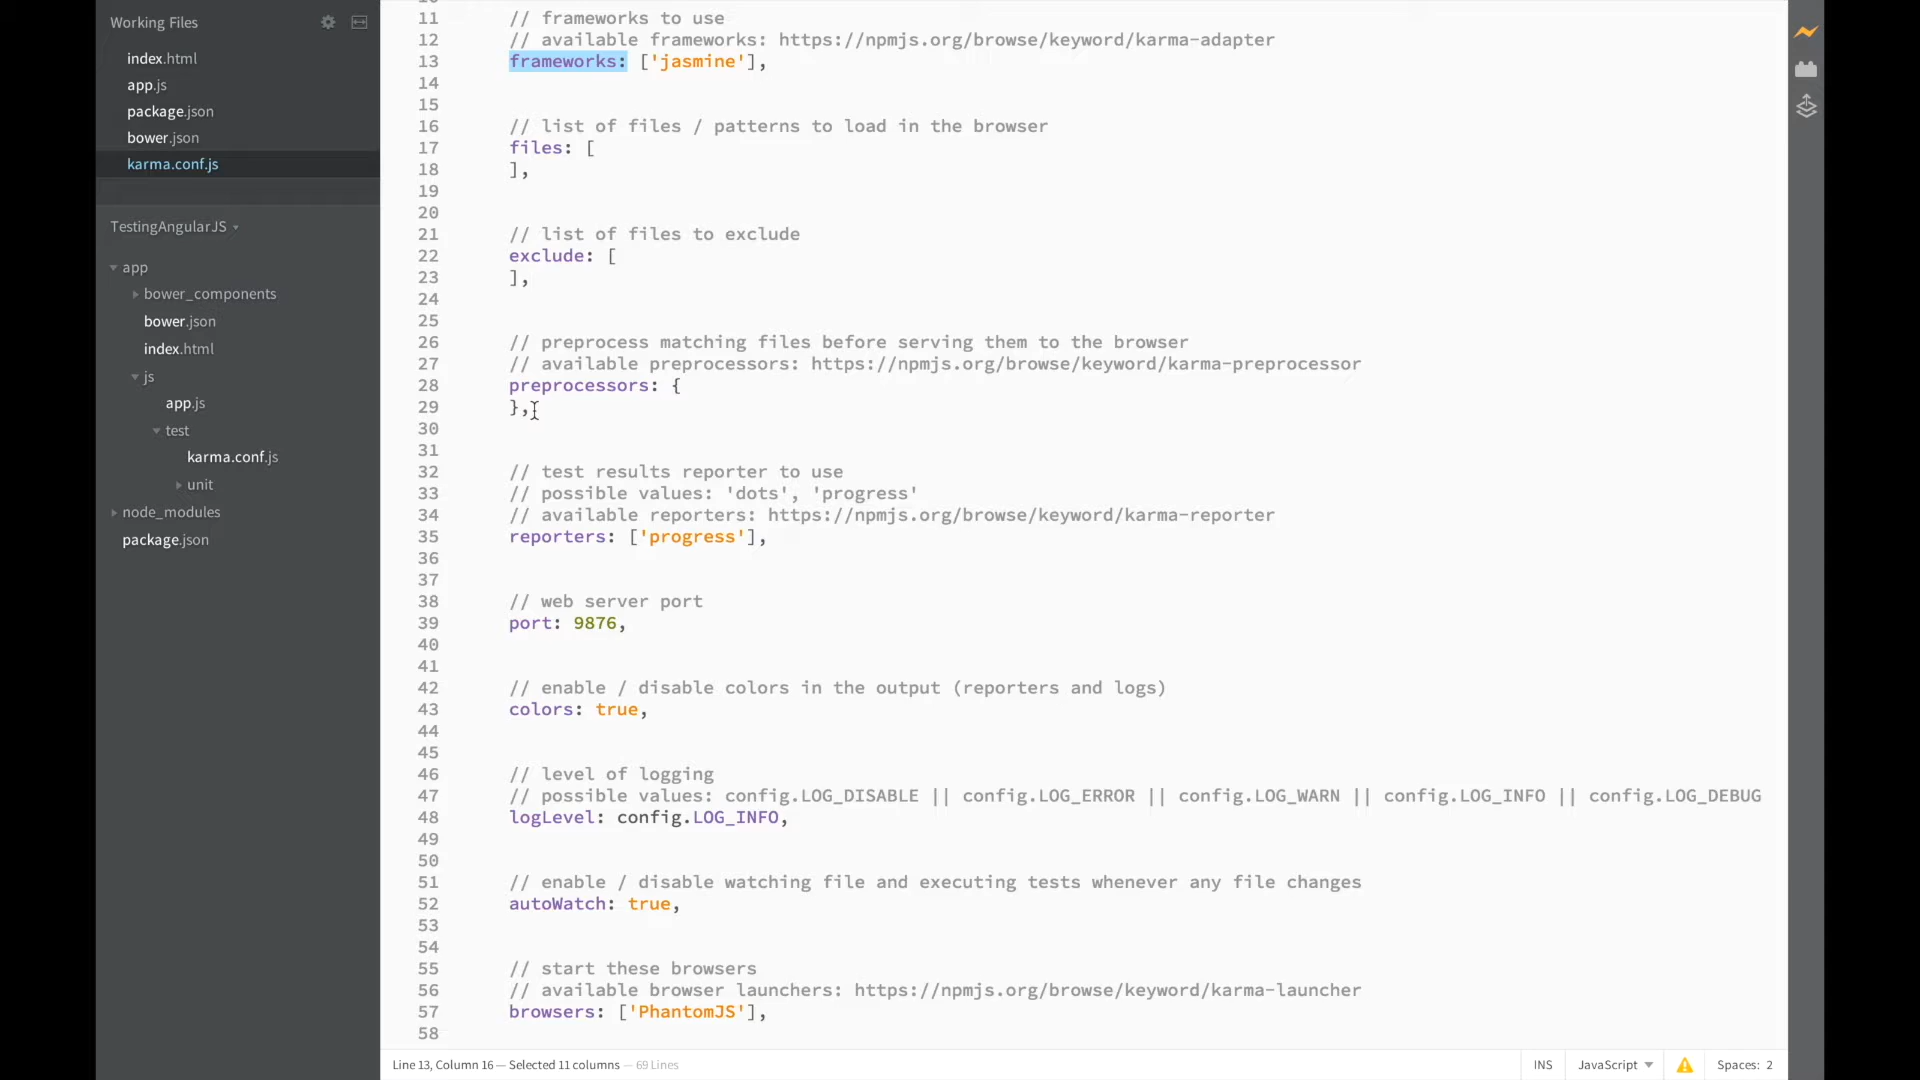 Working Files
index.html
app.js
package.json
bower.json
karma.conf.js
TestingAngularJS
app
bower_components
bower.json
index.html
js
app.js
test
karma.conf.js
unit
node_modules
package.json
11 // frameworks to use
12 // available frameworks: https://npmjs.org/browse/keyword/karma-adapter
13 frameworks: ['jasmine'],
14
15
16 // list of files / patterns to load in the browser
17 files: [
18 ],
19
20
21 // list of files to exclude
22 exclude: [
23 ],
24
25
26 // preprocess matching files before serving them to the browser
27 // available preprocessors: https://npmjs.org/browse/keyword/karma-preprocessor
28 preprocessors: {
29 },
30
31
32 // test results reporter to use
33 // possible values: 'dots', 'progress'
34 // available reporters: https://npmjs.org/browse/keyword/karma-reporter
35 reporters: ['progress'],
36
37
38 // web server port
39 port: 9876,
40
41
42 // enable / disable colors in the output (reporters and logs)
43 colors: true,
44
45
46 // level of logging
47 // possible values: config.LOG_DISABLE || config.LOG_ERROR || config.LOG_WARN || config.LOG_INFO || config.LOG_DEBUG
48 logLevel: config.LOG_INFO,
49
50
51 // enable / disable watching file and executing tests whenever any file changes
52 autoWatch: true,
53
54
55 // start these browsers
56 // available browser launchers: https://npmjs.org/browse/keyword/karma-launcher
57 browsers: ['PhantomJS'],
58
Line 13, Column 16 — Selected 11 columns — 69 Lines
INS
JavaScript
Spaces: 2